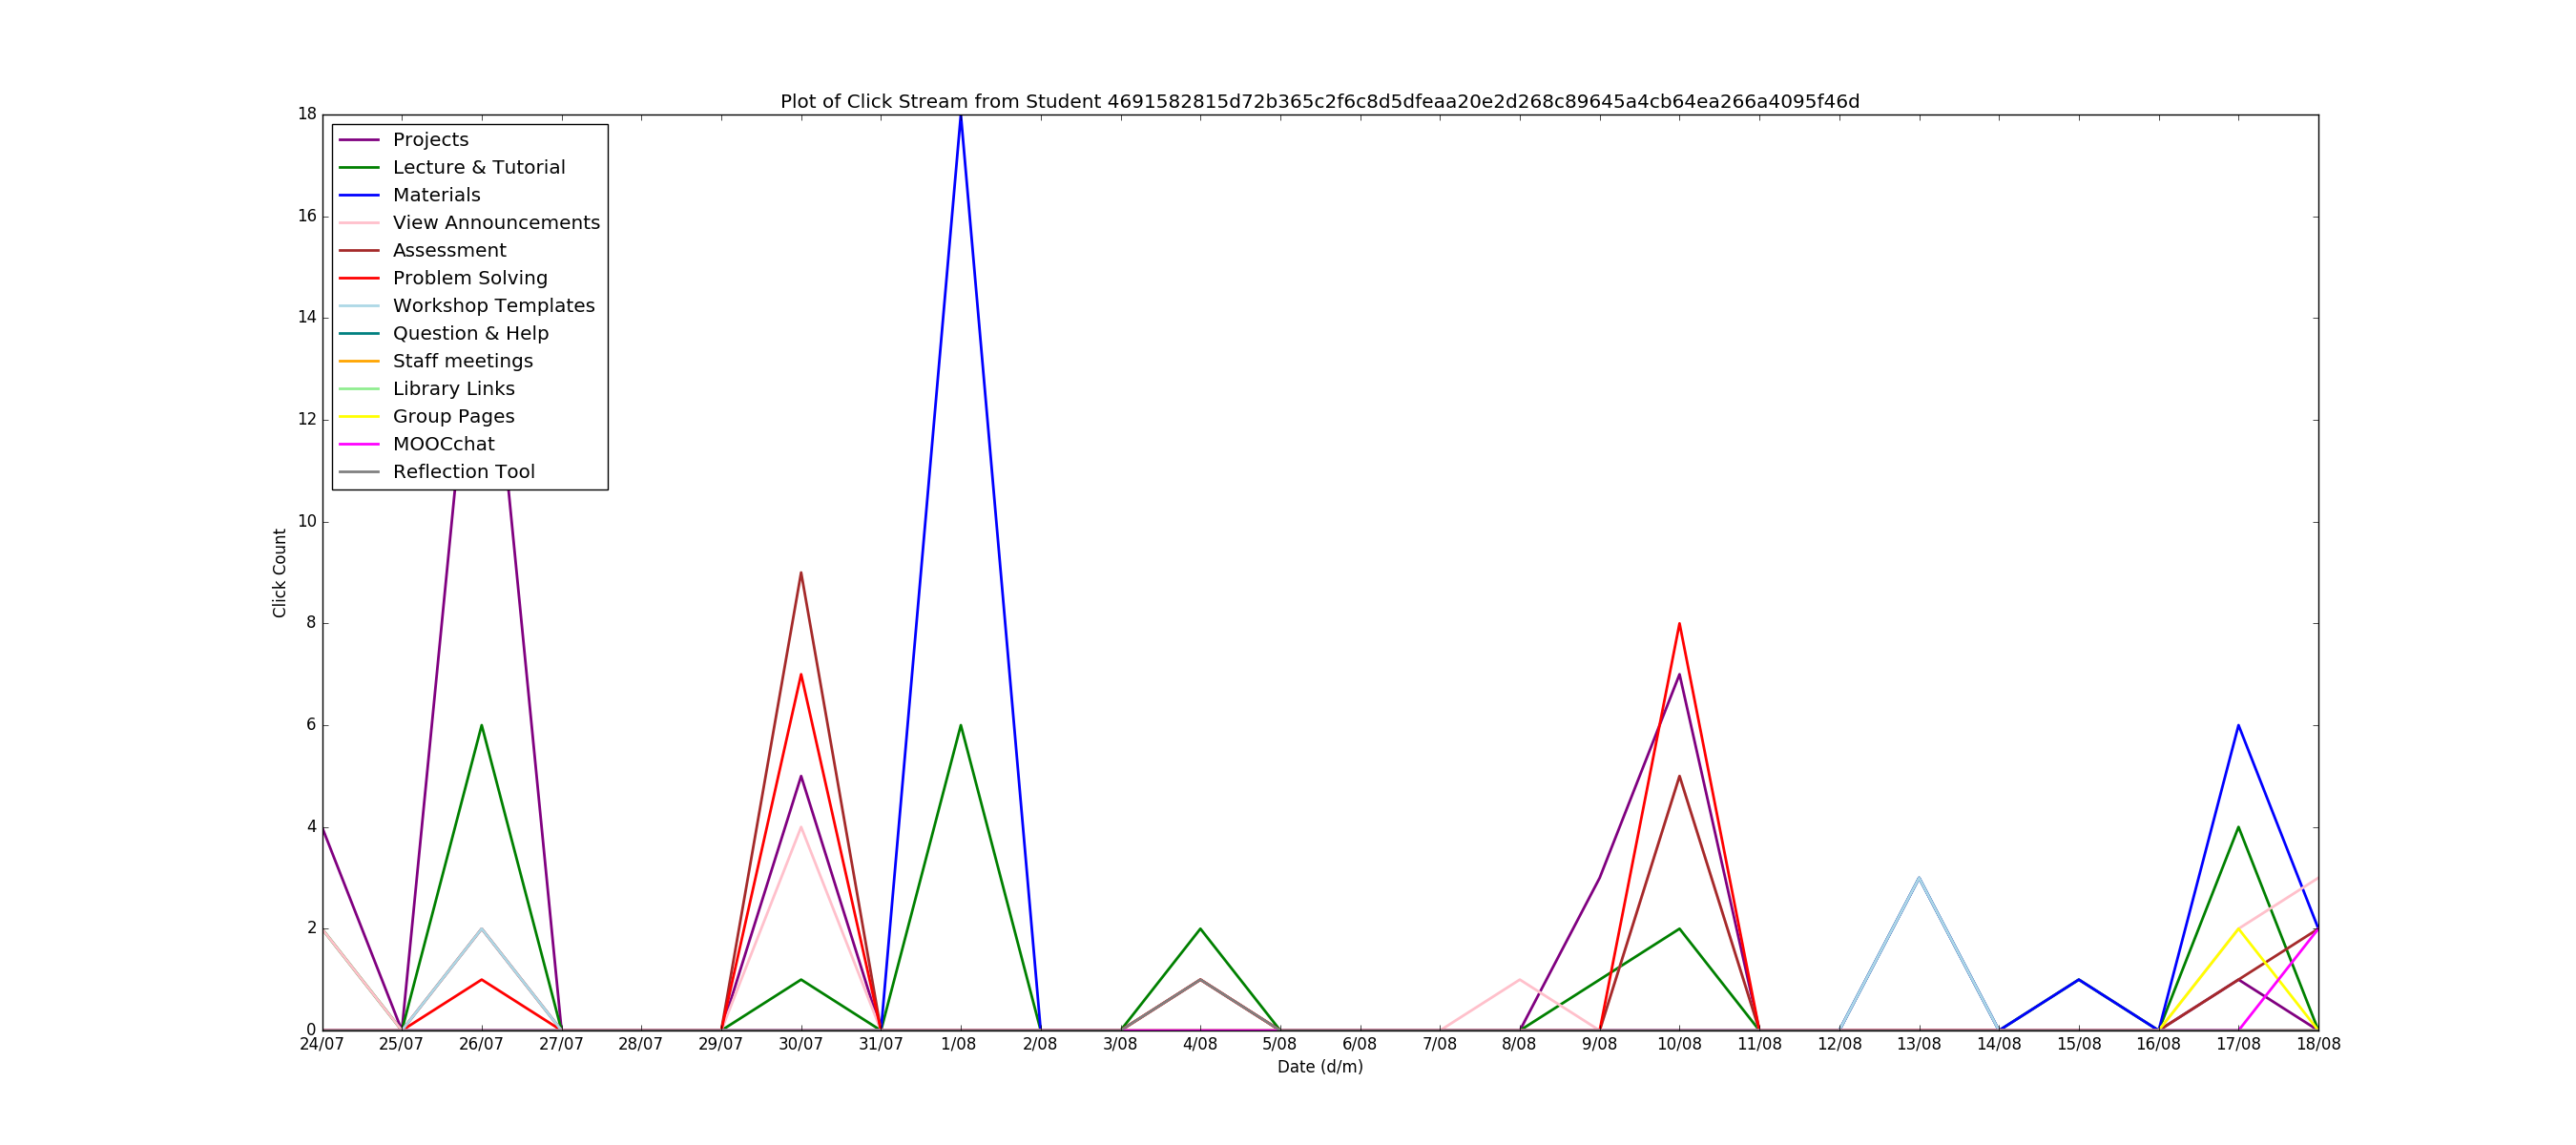 Plot of Click Stream from Student 4691582815d72b365c2f6c8d5dfeaa20e2d268c89645a4cb64ea266a4095f46d
18
16
14
12
10
8
6
4
2
0
Click Count
Projects
Lecture & Tutorial
Materials
View Announcements
Assessment
Problem Solving
Workshop Templates
Question & Help
Staff meetings
Library Links
Group Pages
MOOCchat
Reflection Tool
24/07 25/07 26/07 27/07 28/07 29/07 30/07 31/07 1/08 2/08 3/08 4/08 5/08 6/08 7/08 8/08 9/08 10/08 11/08 12/08 13/08 14/08 15/08 16/08 17/08 18/08
Date (d/m)